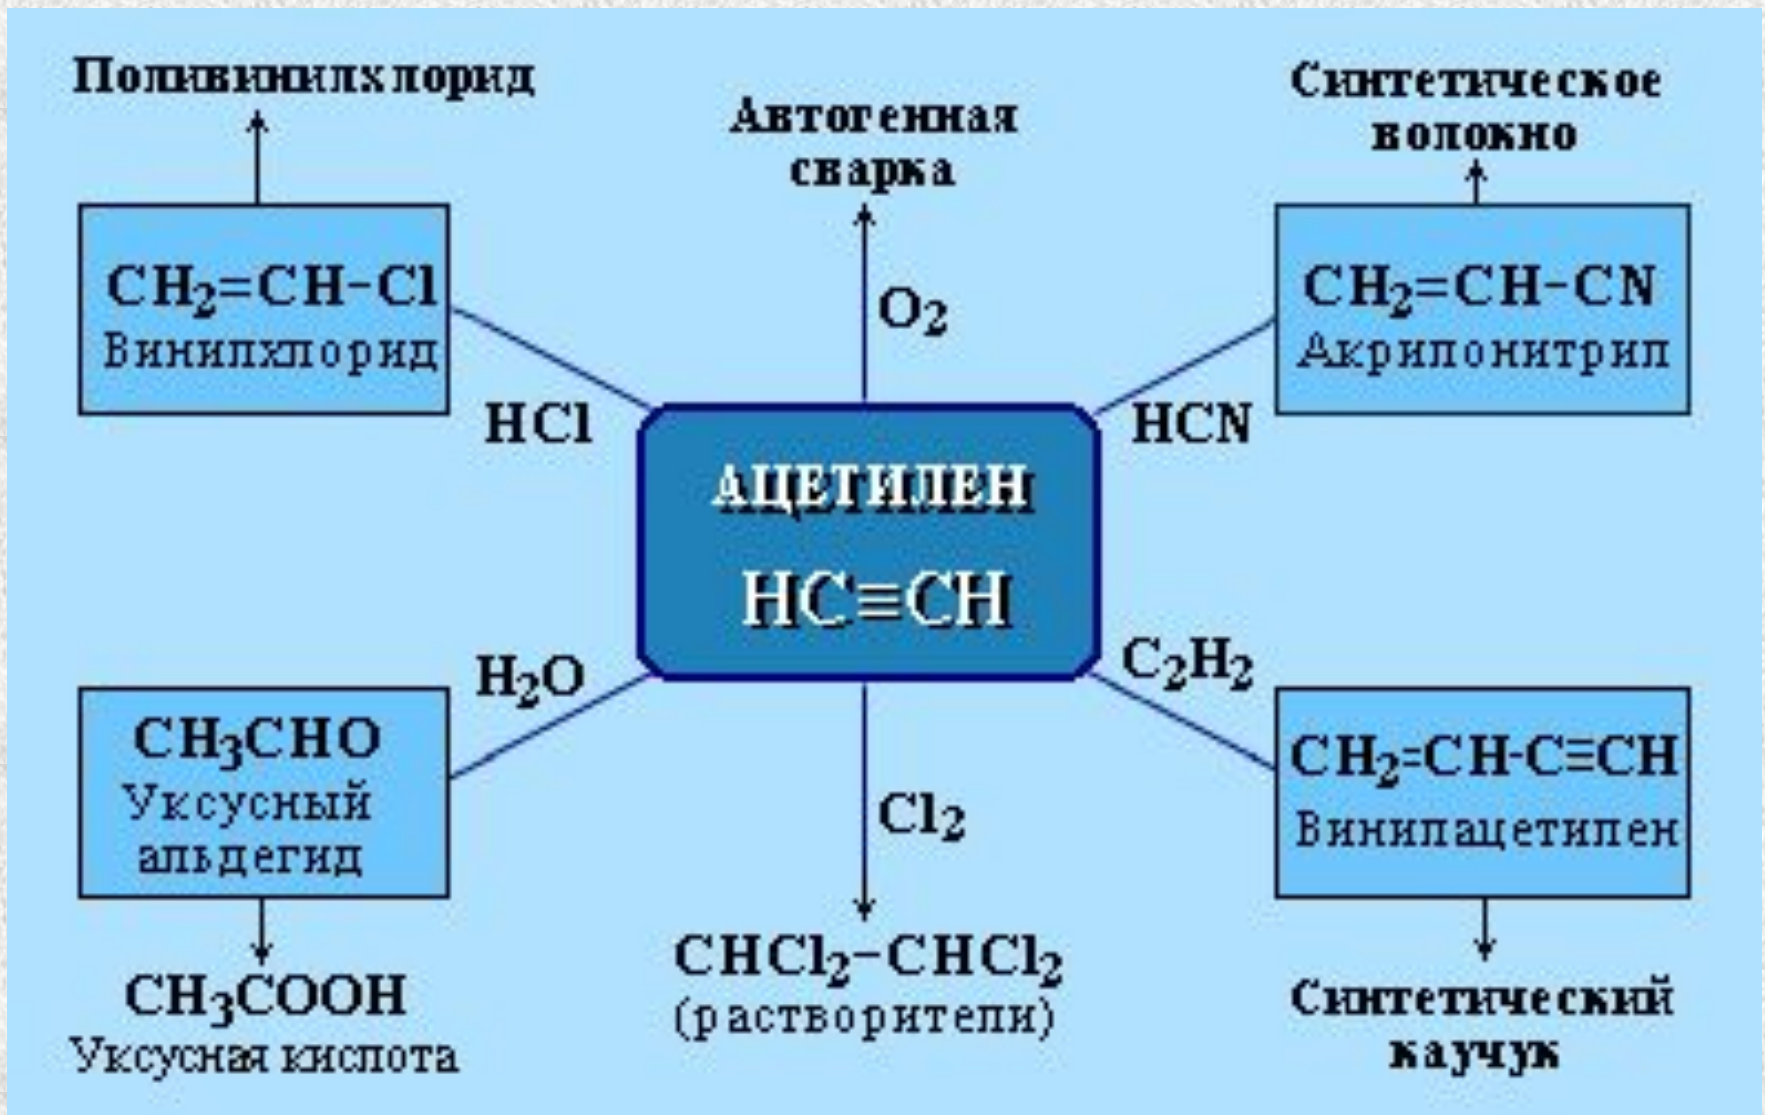 Поливинилхлорид
Автогенная
сварка
Синтетическое
волокно
CH₂=CH–Cl
Винилхлорид
O₂
CH₂=CH–CN
Акрилонитрил
HCl
HCN
АЦЕТИЛЕН
HC≡CH
H₂O
C₂H₂
CH₃CHO
Уксусный
альдегид
Cl₂
CH₂=CH-C≡CH
Винилацетилен
CH₃COOH
Уксусная кислота
CHCl₂–CHCl₂
(растворители)
Синтетический
каучук